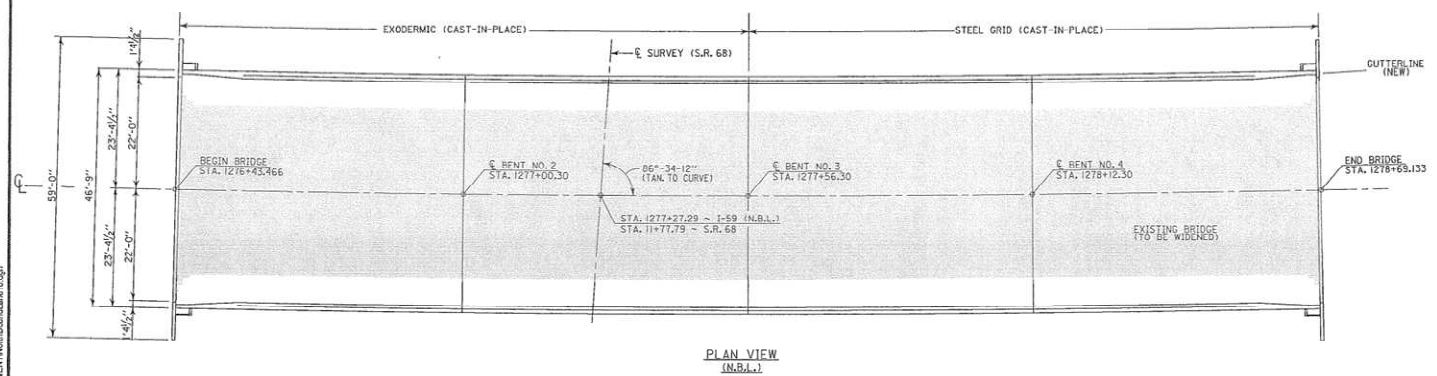 EXODERMIC (CAST-IN-PLACE)
STEEL GRID (CAST-IN-PLACE)
℄ SURVEY (S.R. 68)
GUTTERLINE
(NEW)
1'4½"
23'-4½"
22'-0"
59'-0"
46'-9"
23'-4½"
22'-0"
1'4½"
℄
BEGIN BRIDGE
STA. 1276+43.466
℄ BENT NO. 2
STA. 1277+00.30
86°-34'-12"
(TAN. TO CURVE)
℄ BENT NO. 3
STA. 1277+56.30
℄ BENT NO. 4
STA. 1278+12.30
END BRIDGE
STA. 1278+69.133
STA. 1277+27.29 ~ I-59 (N.B.L.)
STA. 11+77.79 ~ S.R. 68
EXISTING BRIDGE
(TO BE WIDENED)
PLAN VIEW
(N.B.L.)